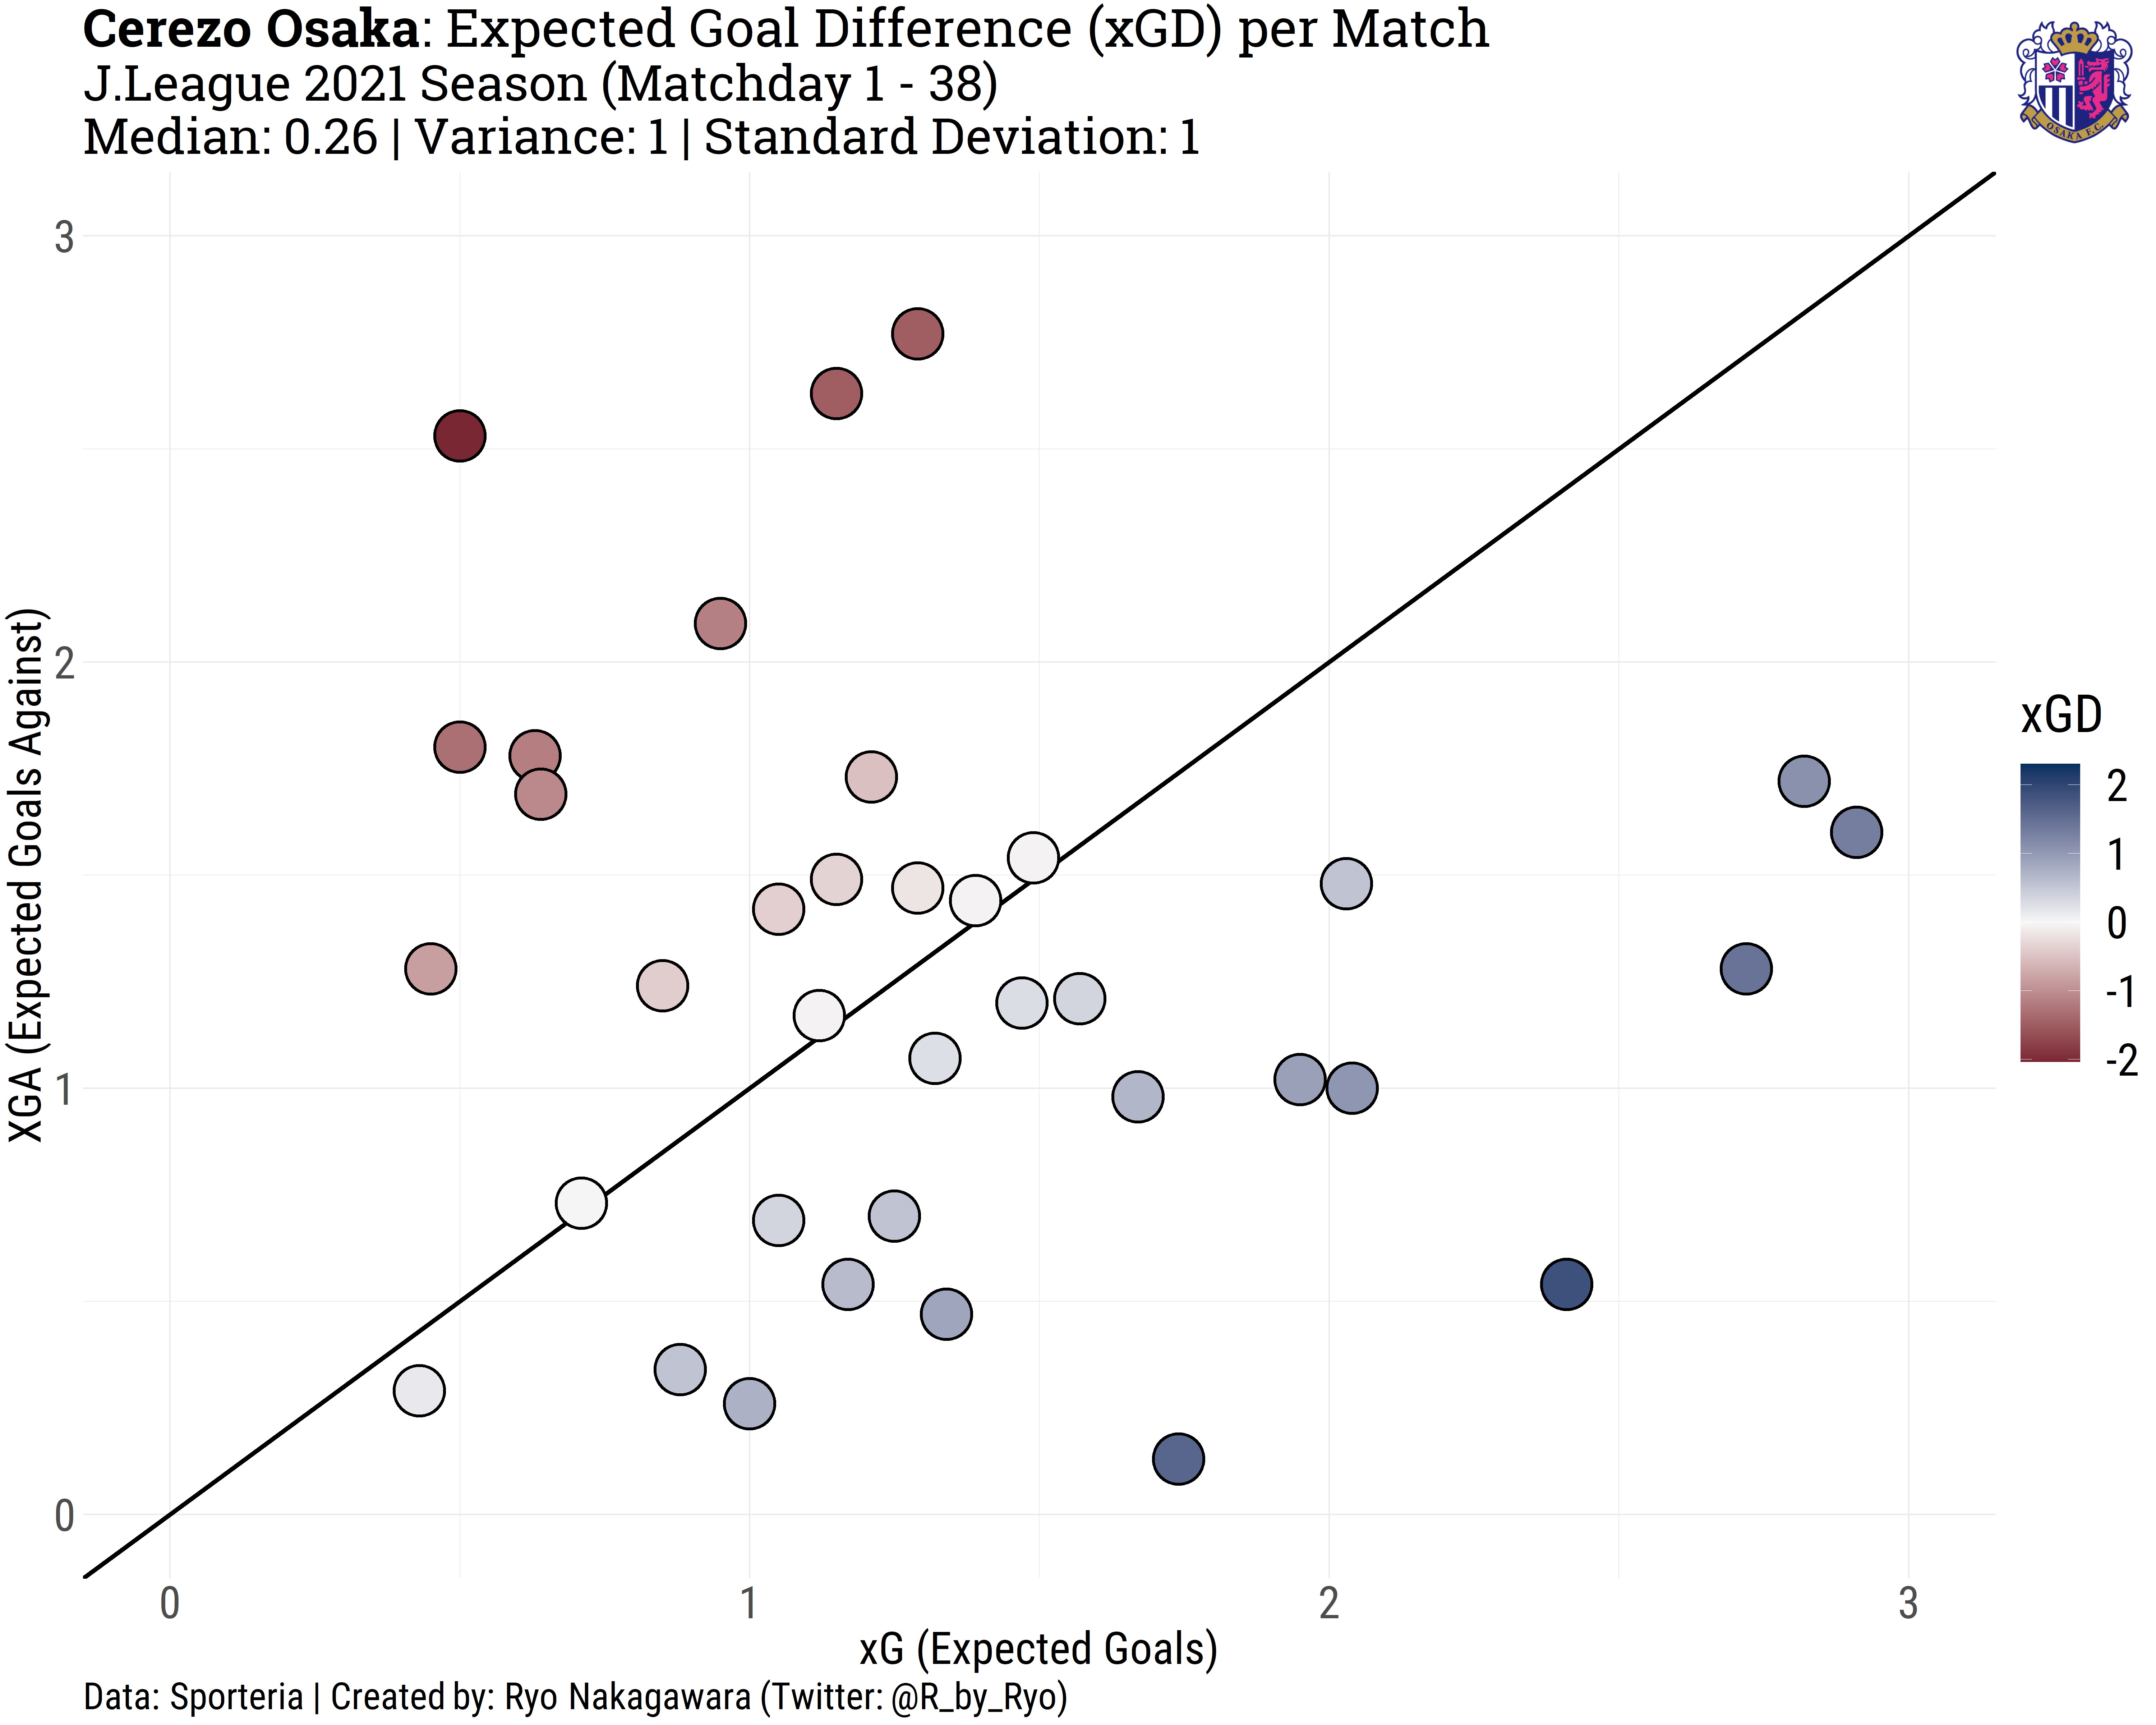 Cerezo Osaka: Expected Goal Difference (xGD) per Match
J.League 2021 Season (Matchday 1 - 38)
Median: 0.26 | Variance: 1 | Standard Deviation: 1
OSAKA F.C.
3
2
1
0
XGA (Expected Goals Against)
0 1 2 3
xG (Expected Goals)
xGD
2
1
0
-1
-2
Data: Sporteria | Created by: Ryo Nakagawara (Twitter: @R_by_Ryo)